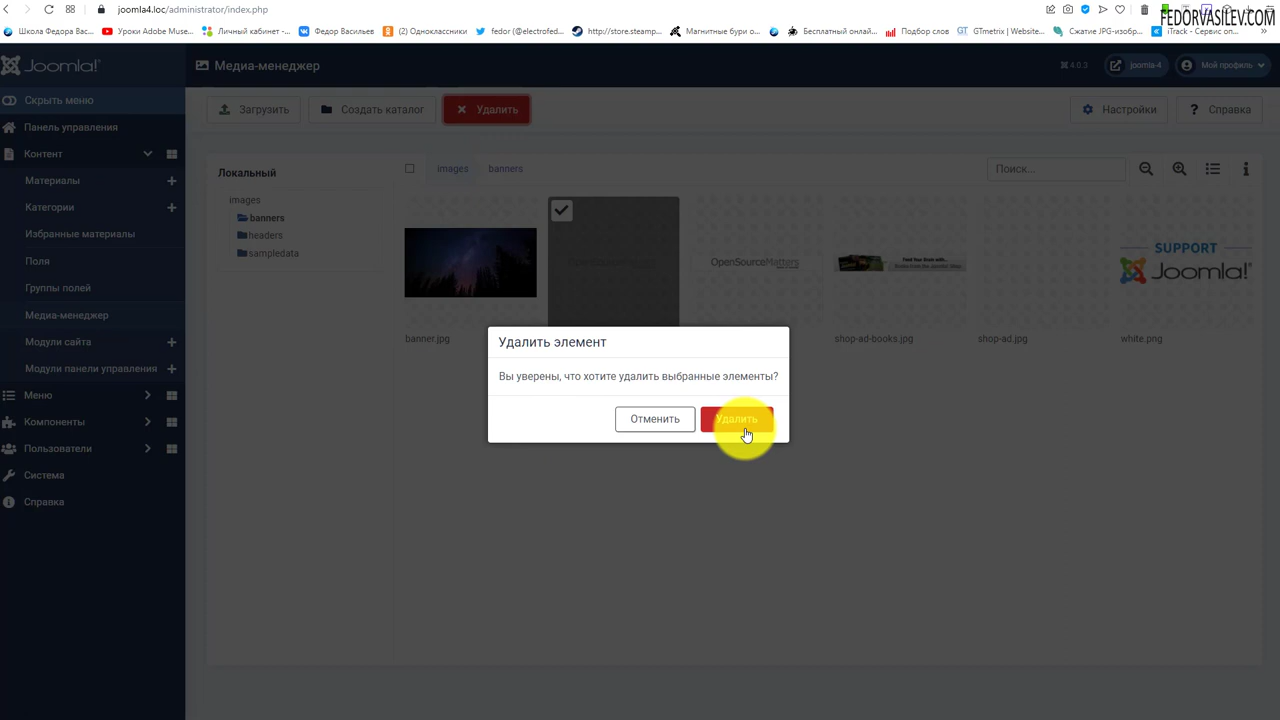 joomla4.loc/administrator/index.php
FEDORVASILEV.COM
Школа Федора Вас...
Уроки Adobe Muse...
Личный кабинет -...
Федор Васильев
(2) Одноклассники
fedor (@electrofed...
http://store.steamp...
Магнитные бури о...
Бесплатный онлай...
Подбор слов
GTmetrix | Website...
Сжатие JPG-изобр...
iTrack - Сервис оп...
Joomla!
Медиа-менеджер
4.0.3
joomla-4
Мой профиль
Скрыть меню
Загрузить
Создать каталог
Удалить
Настройки
Справка
Панель управления
Контент
Материалы
Категории
Избранные материалы
Поля
Группы полей
Медиа-менеджер
Модули сайта
Модули панели управления
Меню
Компоненты
Пользователи
Система
Справка
Локальный
images
banners
headers
sampledata
images
banners
Поиск...
OpenSourceMatters
SUPPORT
Joomla!
banner.jpg
shop-ad-books.jpg
shop-ad.jpg
white.png
Удалить элемент
Вы уверены, что хотите удалить выбранные элементы?
Отменить
Удалить